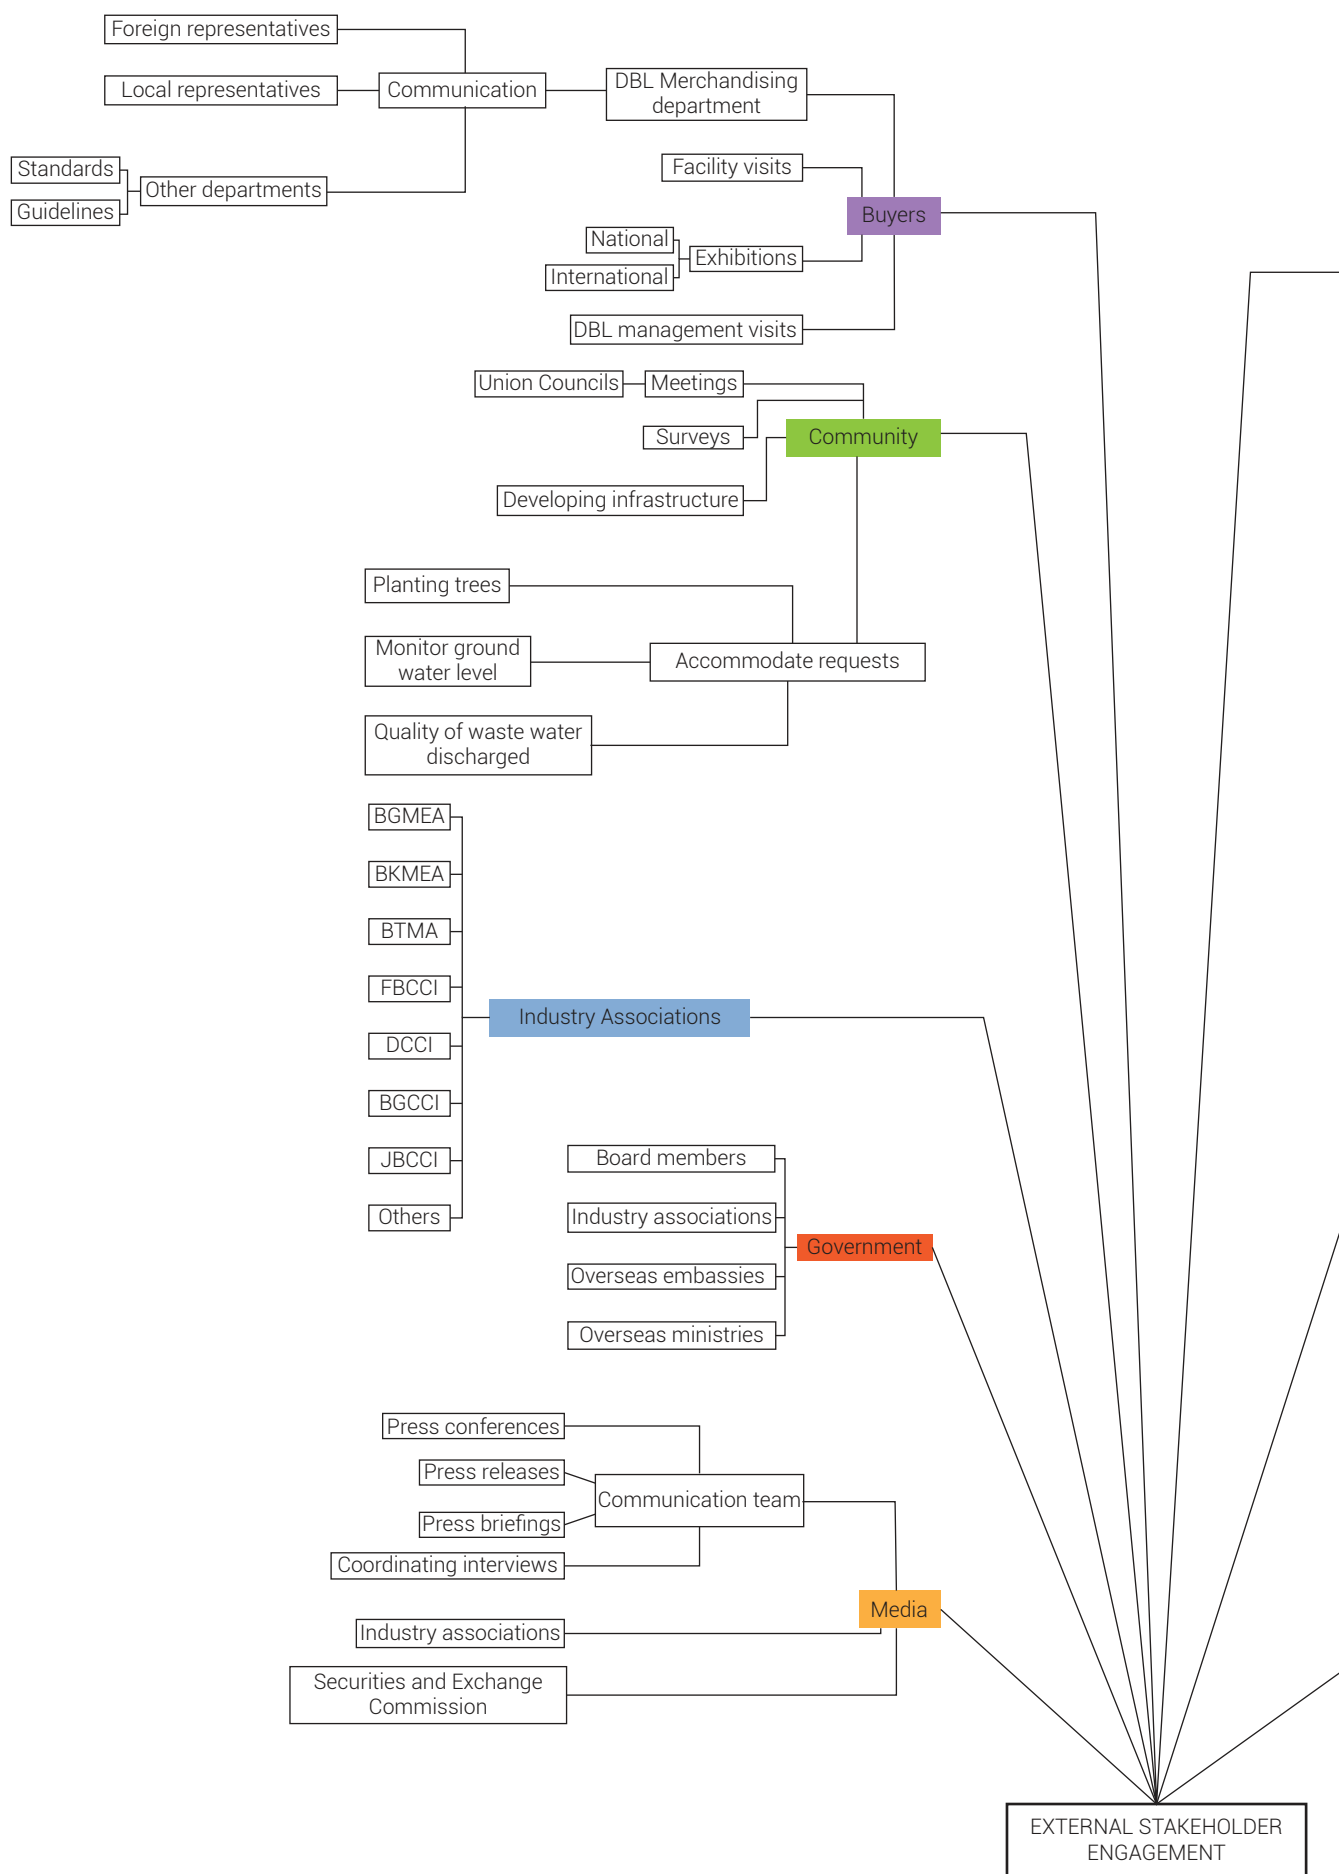 Foreign representatives
Local representatives
Communication
DBL Merchandising
department
Standards
Guidelines
Other departments
Facility visits
Buyers
National
International
Exhibitions
DBL management visits
Union Councils
Meetings
Surveys
Community
Developing infrastructure
Planting trees
Monitor ground
water level
Accommodate requests
Quality of waste water
discharged
BGMEA
BKMEA
BTMA
FBCCI
Industry Associations
DCCI
BGCCI
JBCCI
Others
Board members
Industry associations
Government
Overseas embassies
Overseas ministries
Press conferences
Press releases
Communication team
Press briefings
Coordinating interviews
Media
Industry associations
Securities and Exchange
Commission
EXTERNAL STAKEHOLDER
ENGAGEMENT